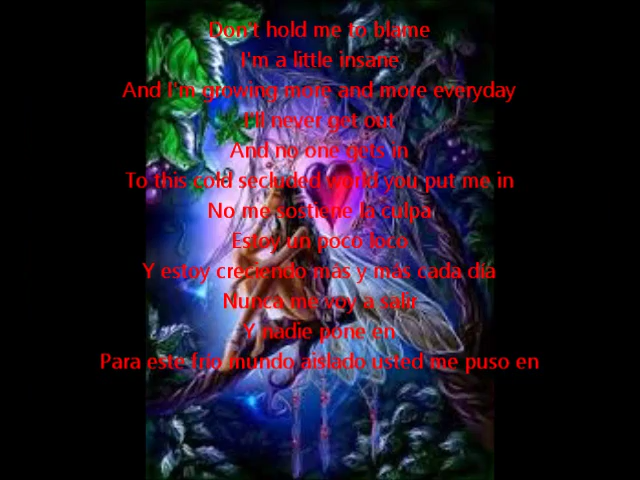 Don't hold me to blame
I'm a little insane
And I'm growing more and more everyday
I'll never get out
And no one gets in
To this cold secluded world you put me in
No me sostiene la culpa
Estoy un poco loco
Y estoy creciendo más y más cada día
Nunca me voy a salir
Y nadie pone en
Para este frío mundo aislado usted me puso en